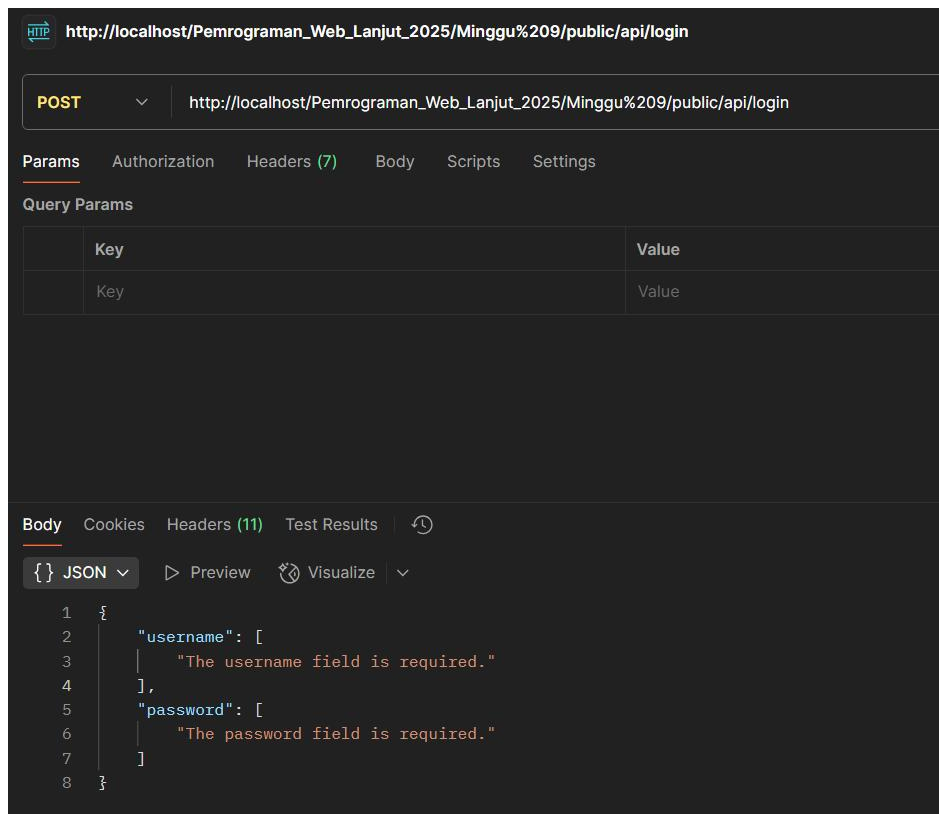 HTTP http://localhost/Pemrograman_Web_Lanjut_2025/Minggu%209/public/api/login
POST http://localhost/Pemrograman_Web_Lanjut_2025/Minggu%209/public/api/login
Params Authorization Headers (7) Body Scripts Settings
Query Params
Key Value
Key Value
Body Cookies Headers (11) Test Results
{} JSON Preview Visualize
1 {
2 "username": [
3 "The username field is required."
4 ],
5 "password": [
6 "The password field is required."
7 ]
8 }